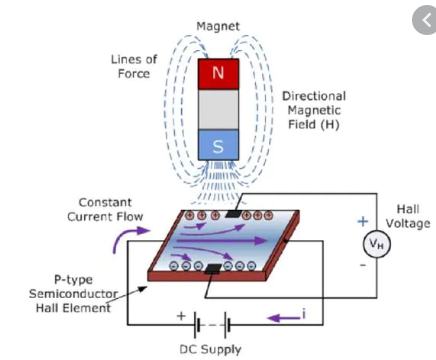 Magnet
Lines of
Force
N
Directional
Magnetic
Field (H)
S
Constant
Current Flow
Hall
Voltage
+
VH
-
P-type
Semiconductor
Hall Element
+
i
DC Supply